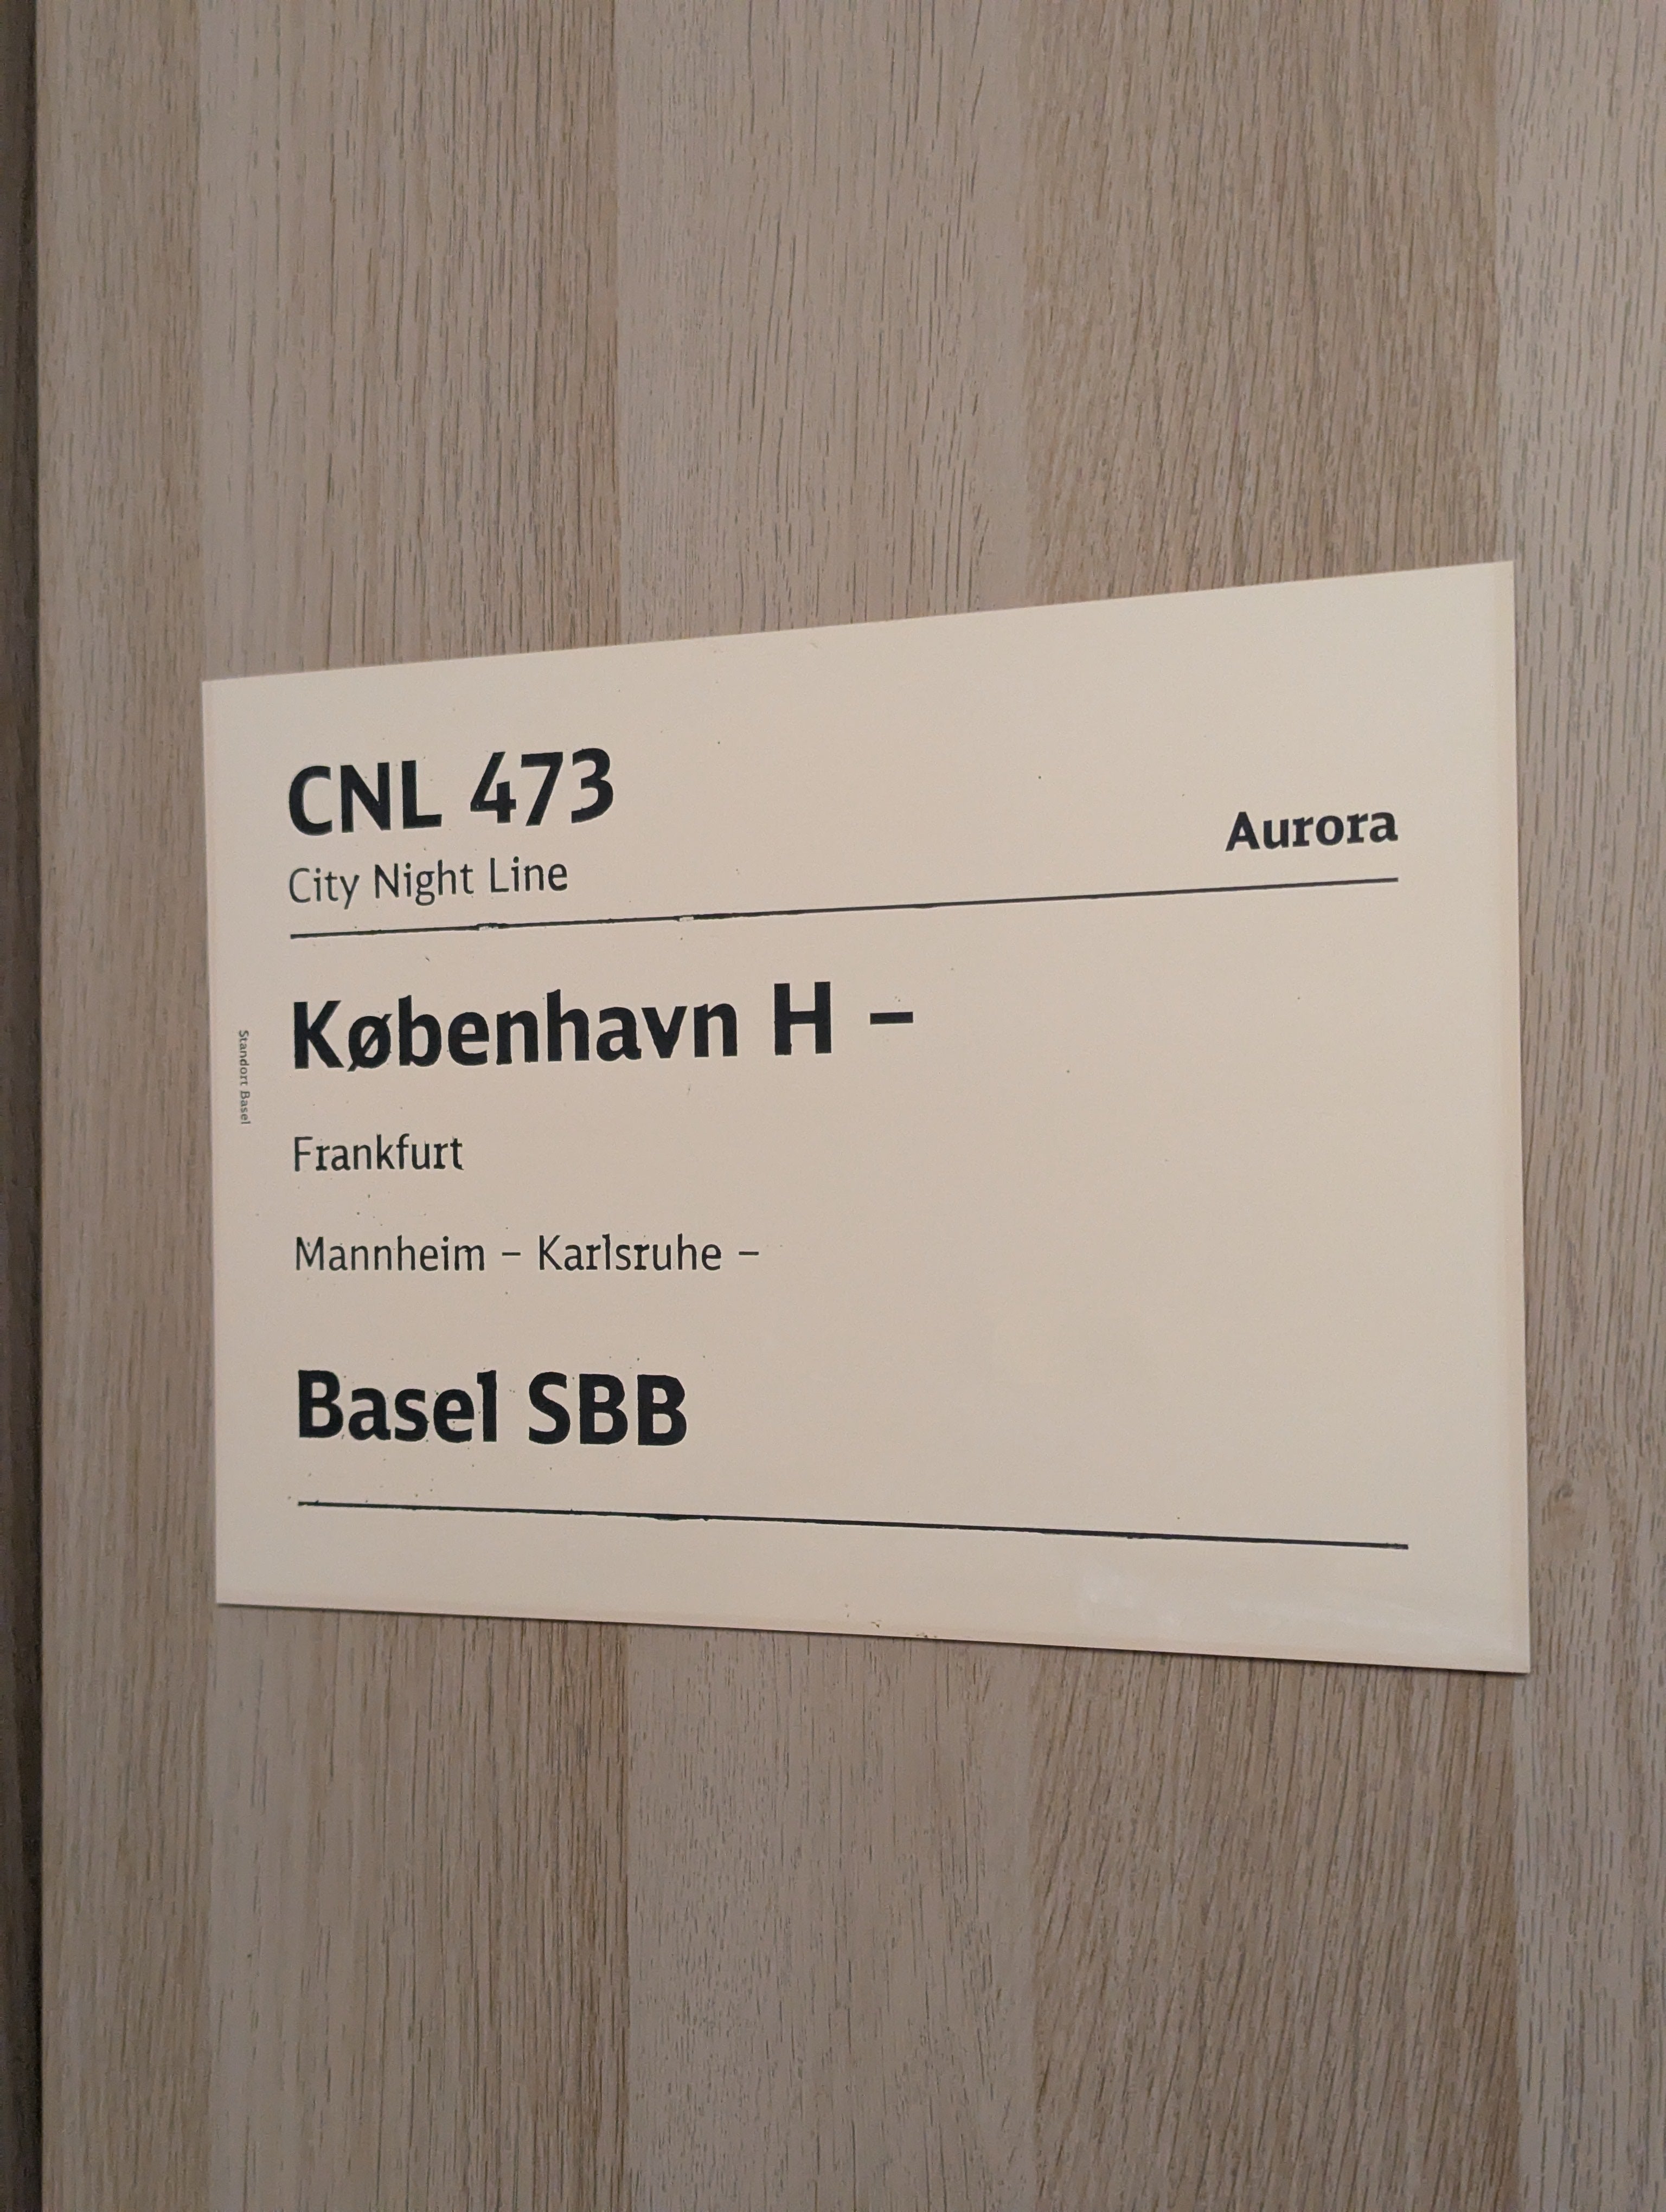 CNL 473
City Night Line
Aurora
København H –
Frankfurt
Mannheim – Karlsruhe –
Basel SBB
Standort Basel